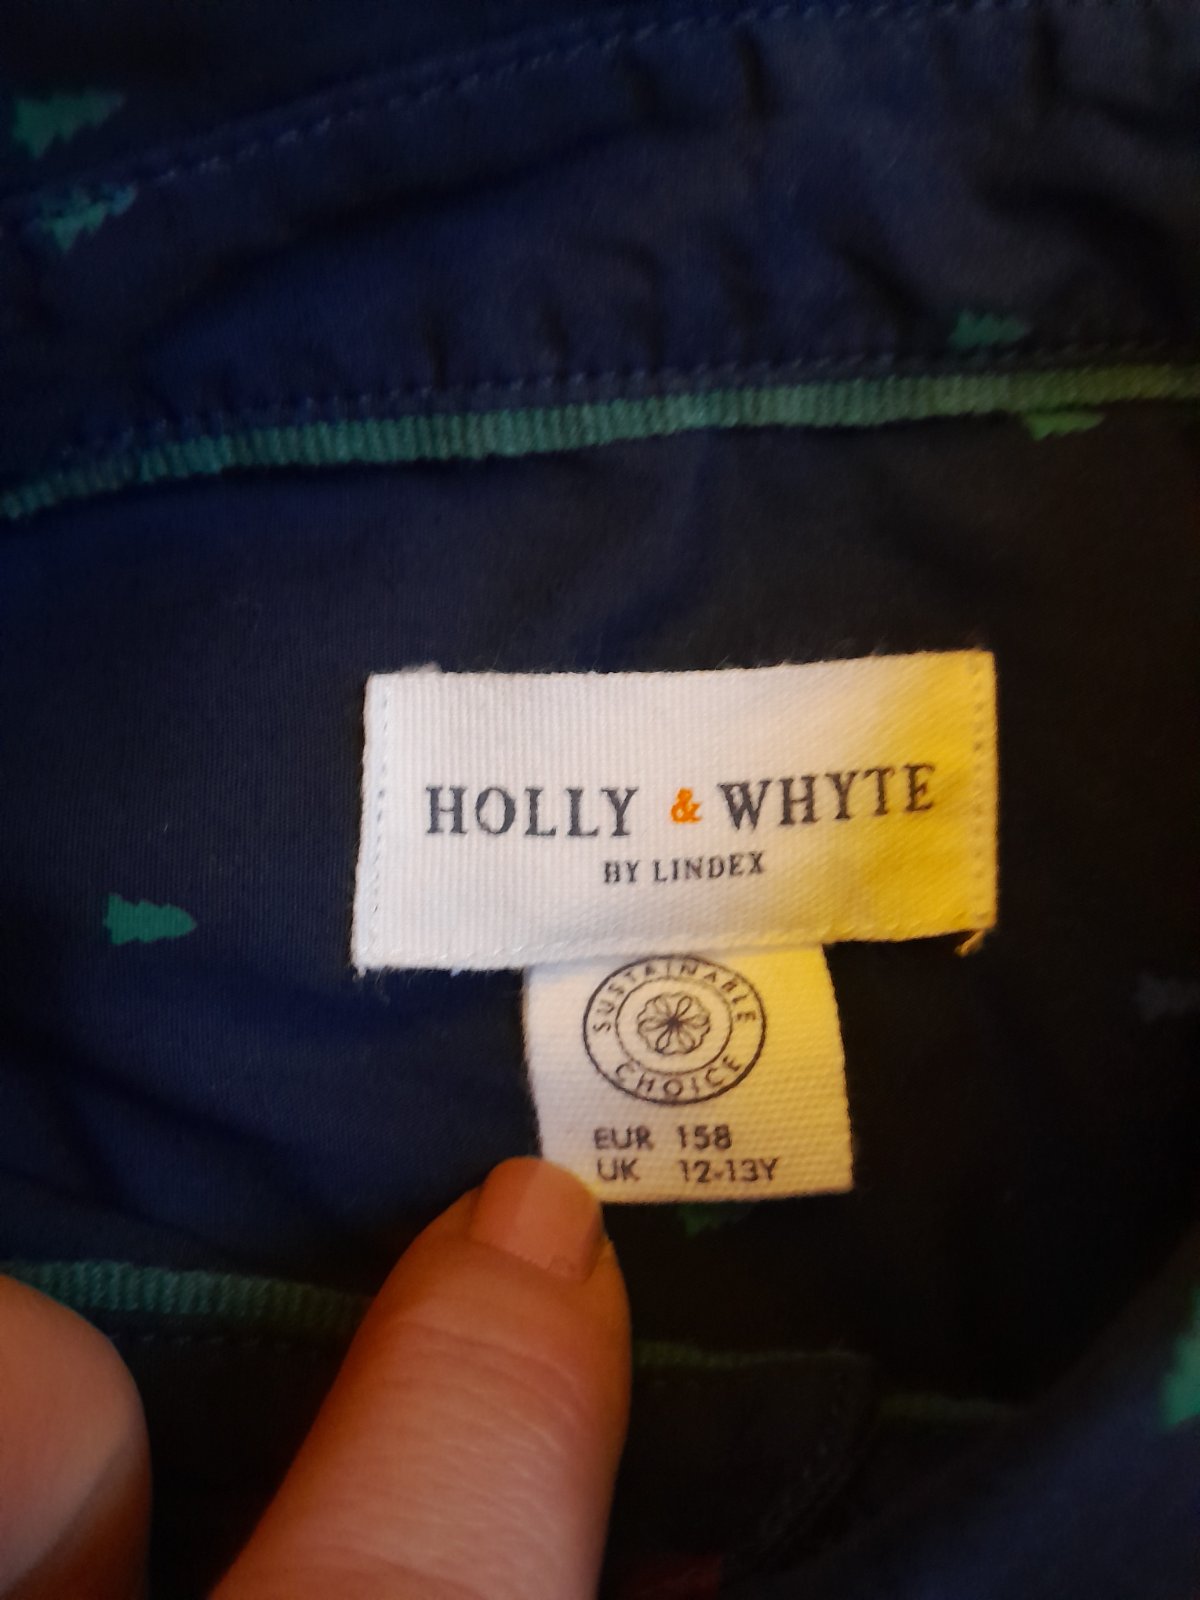 HOLLY & WHYTE
BY LINDEX
SUSTAINABLE
CHOICE
EUR 158
UK 12-13Y